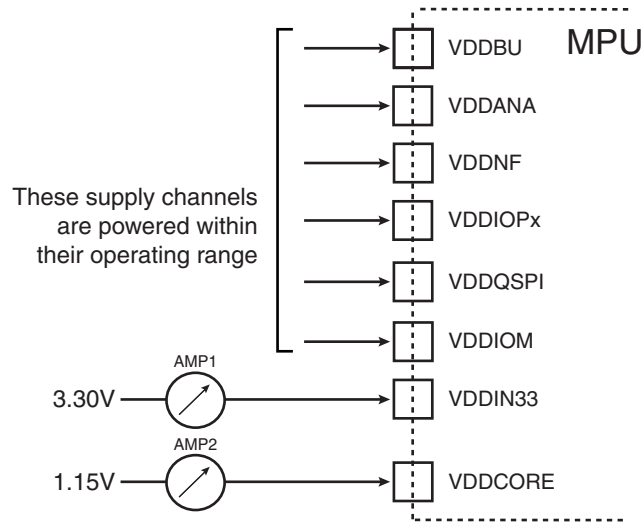 MPU
VDDBU
VDDANA
VDDNF
VDDIOPx
VDDQSPI
VDDIOM
These supply channels
are powered within
their operating range
AMP1
3.30V
VDDIN33
AMP2
1.15V
VDDCORE